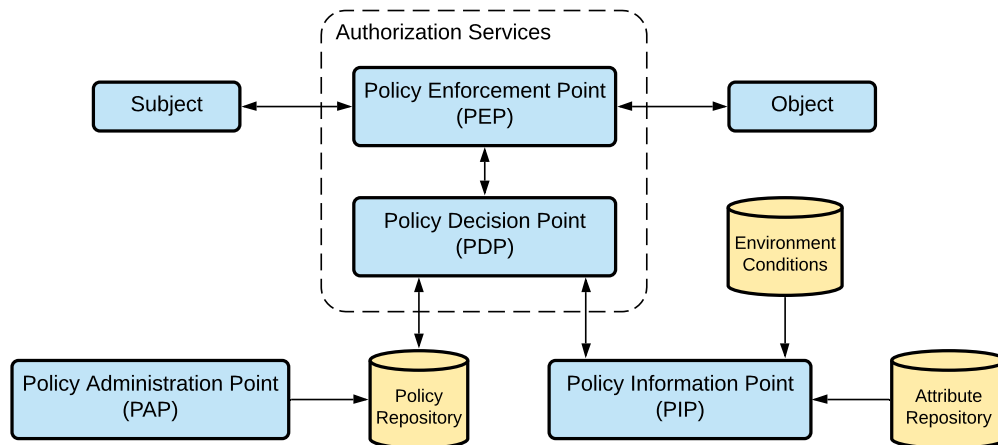 Authorization Services
Subject
Policy Enforcement Point
(PEP)
Object
Policy Decision Point
(PDP)
Environment
Conditions
Policy Administration Point
(PAP)
Policy
Repository
Policy Information Point
(PIP)
Attribute
Repository